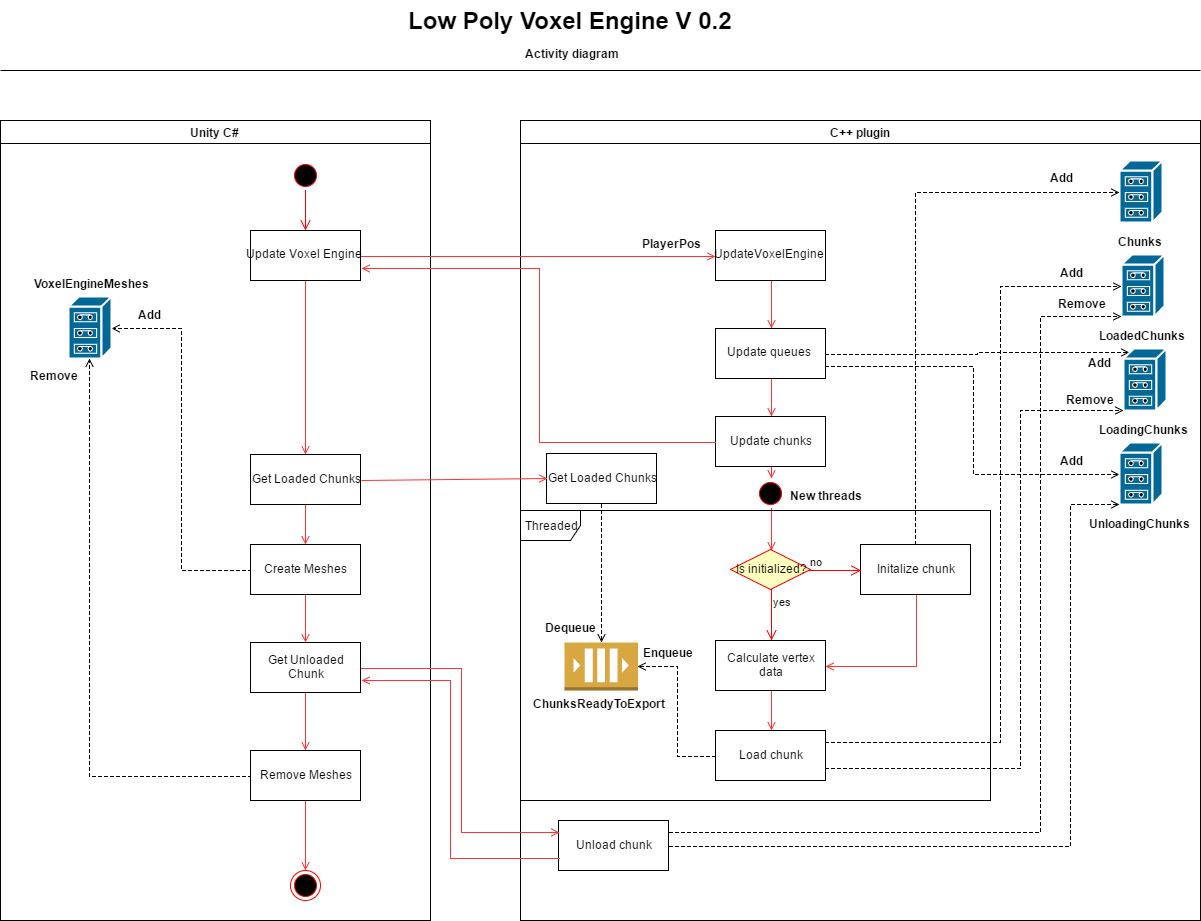 Low Poly Voxel Engine V 0.2
Activity diagram
Unity C#
C++ plugin
Add
Chunks
Update Voxel Engine
PlayerPos
UpdateVoxelEngine
VoxelEngineMeshes
Add
Remove
Add
Remove
LoadedChunks
Update queues
Add
Remove
LoadingChunks
Update chunks
Add
UnloadingChunks
Get Loaded Chunks
Get Loaded Chunks
New threads
Threaded
Create Meshes
Is initialized?
no
Initalize chunk
yes
Dequeue
Enqueue
ChunksReadyToExport
Get Unloaded
Chunk
Calculate vertex
data
Remove Meshes
Load chunk
Unload chunk